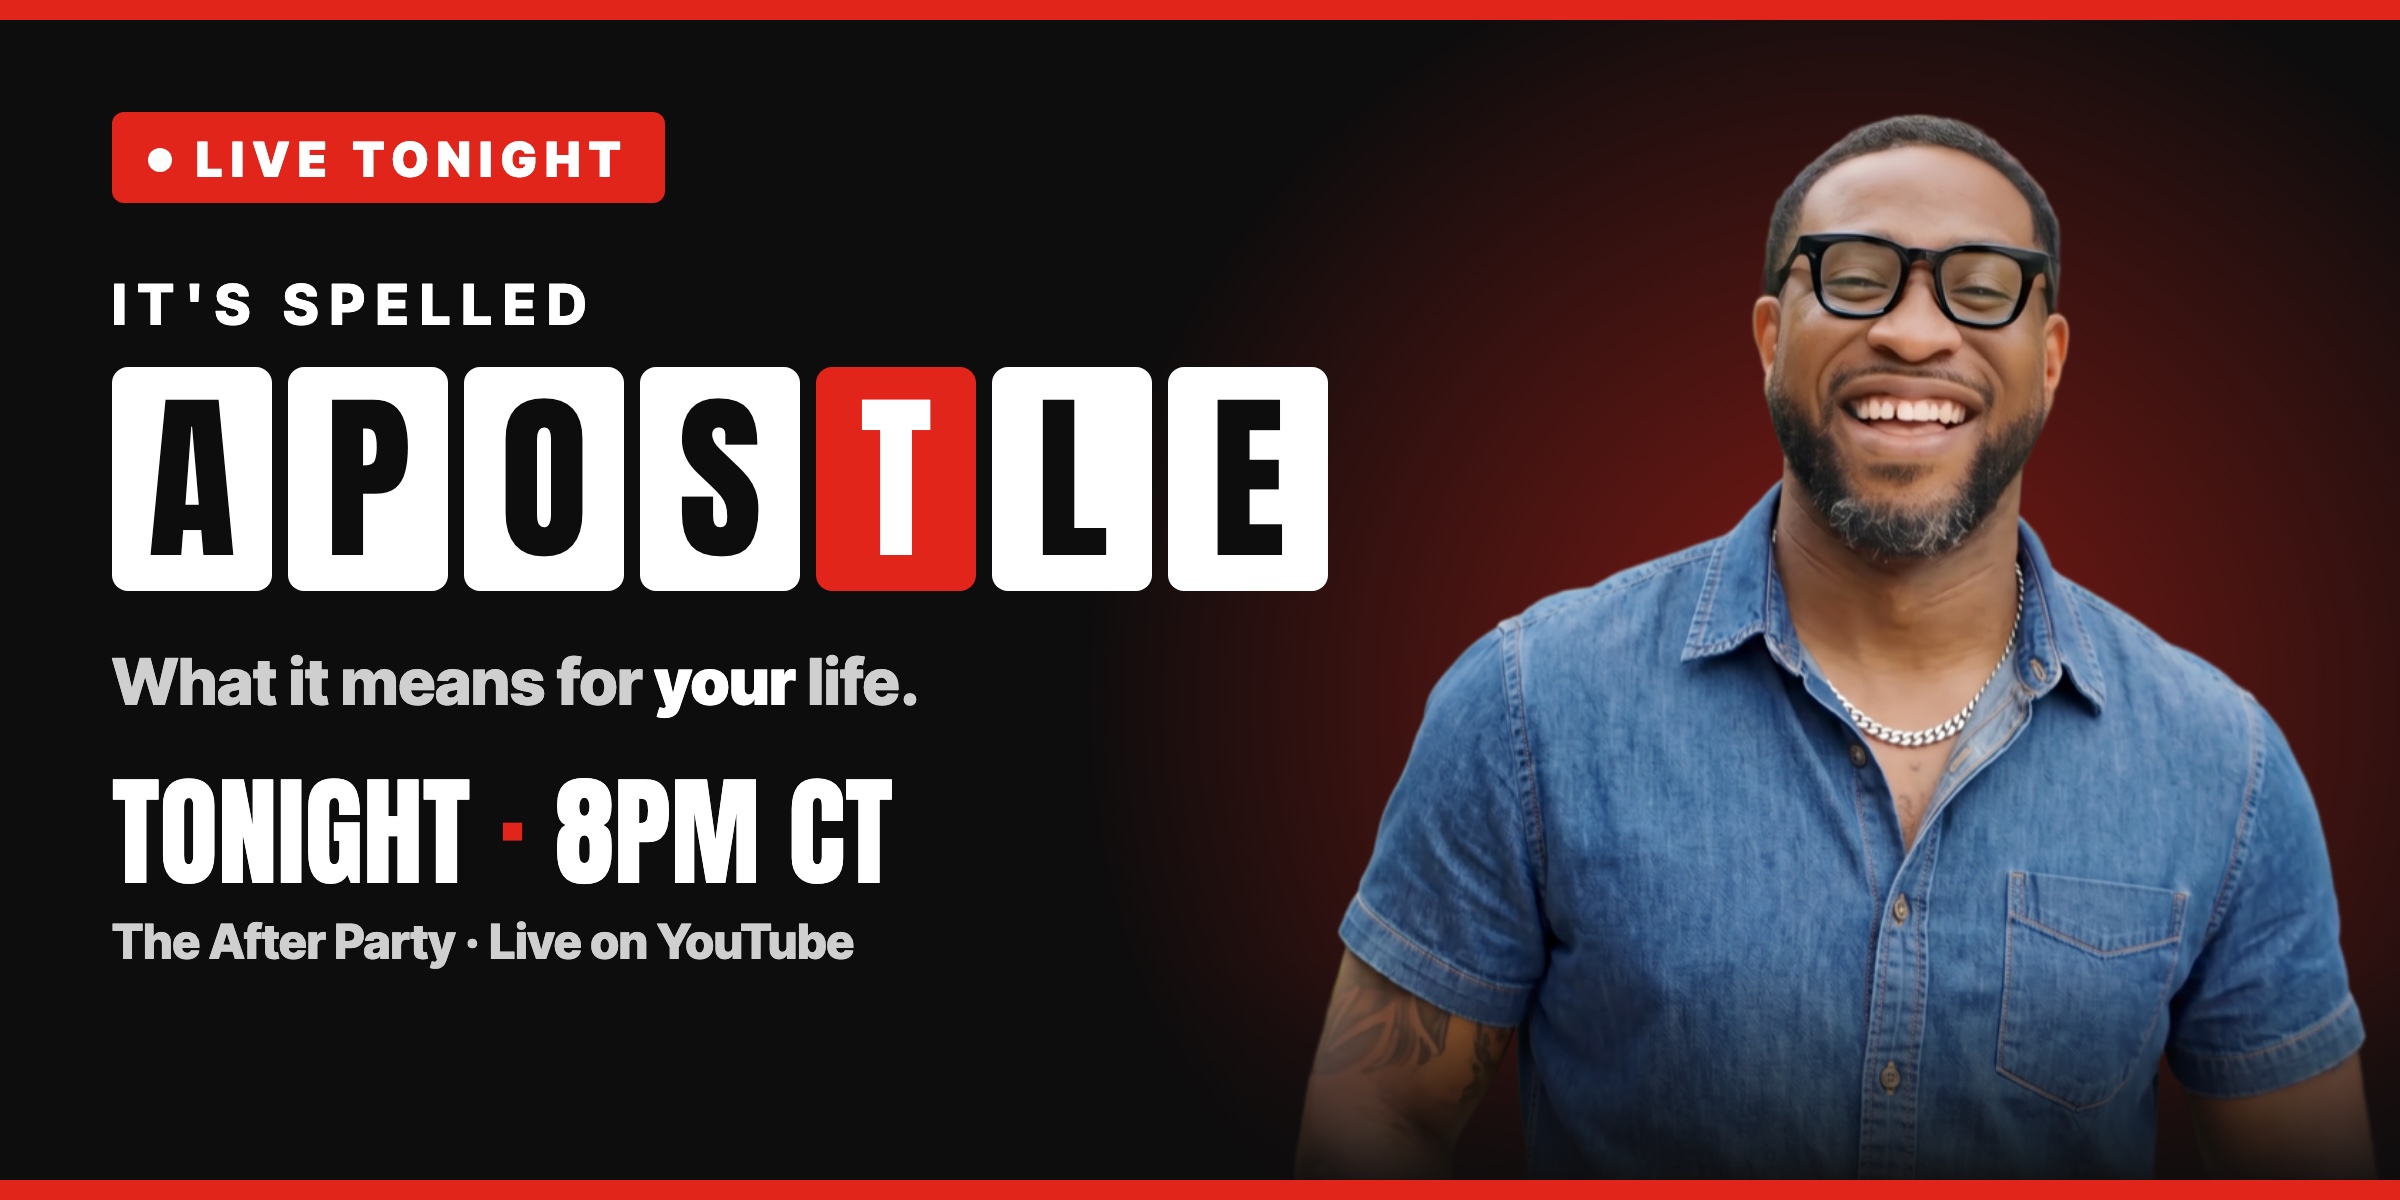 LIVE TONIGHT
IT'S SPELLED
APOSTLE
What it means for your life.
TONIGHT · 8PM CT
The After Party · Live on YouTube